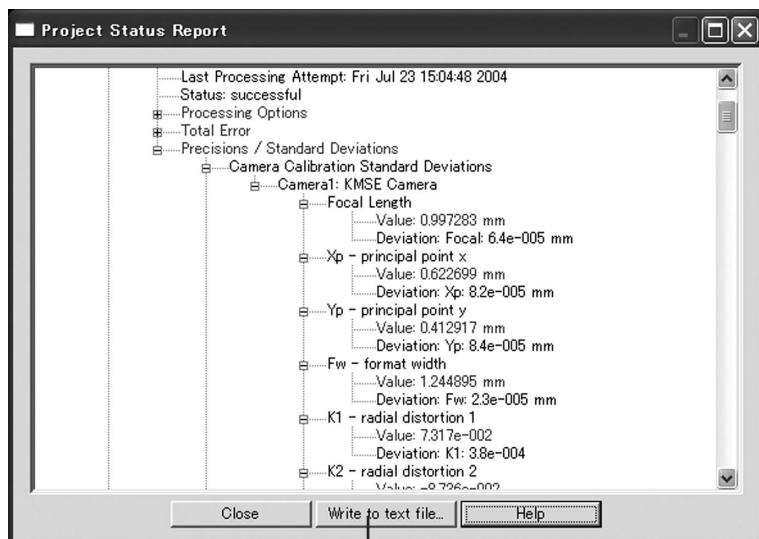 Project Status Report
Last Processing Attempt: Fri Jul 23 15:04:48 2004
Status: successful
Processing Options
Total Error
Precisions / Standard Deviations
Camera Calibration Standard Deviations
Camera1: KMSE Camera
Focal Length
Value: 0.997283 mm
Deviation: Focal: 6.4e-005 mm
Xp - principal point x
Value: 0.622699 mm
Deviation: Xp: 8.2e-005 mm
Yp - principal point y
Value: 0.412917 mm
Deviation: Yp: 8.4e-005 mm
Fw - format width
Value: 1.244895 mm
Deviation: Fw: 2.3e-005 mm
K1 - radial distortion 1
Value: 7.317e-002
Deviation: K1: 3.8e-004
K2 - radial distortion 2
Value: -8.736e-002
Close Write to text file... Help